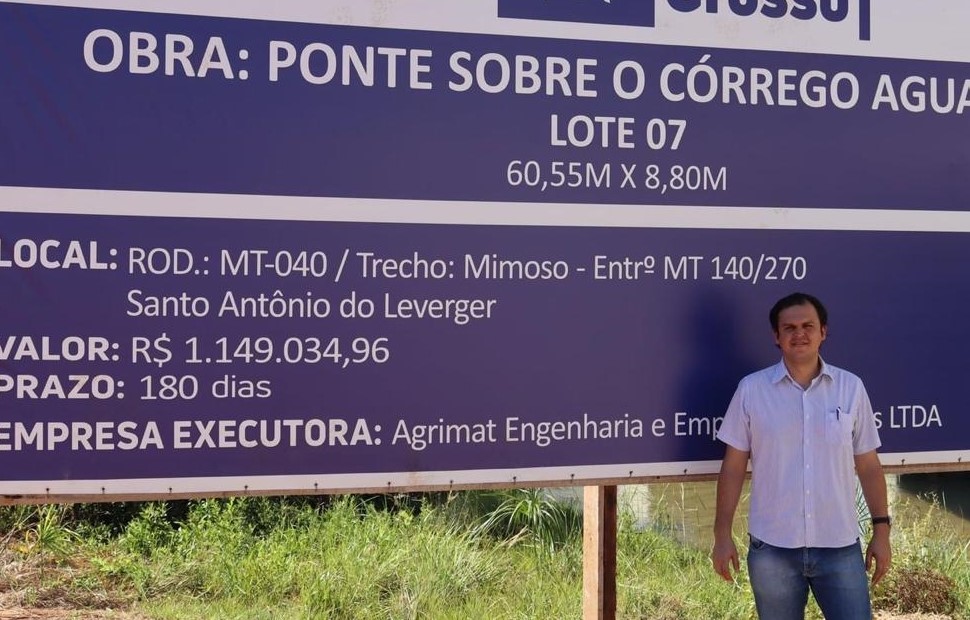 Grosso
OBRA: PONTE SOBRE O CÓRREGO AGUA
LOTE 07
60,55M X 8,80M
LOCAL: ROD.: MT-040 / Trecho: Mimoso - Entrº MT 140/270
Santo Antônio do Leverger
VALOR: R$ 1.149.034,96
PRAZO: 180 dias
EMPRESA EXECUTORA: Agrimat Engenharia e Emp s LTDA